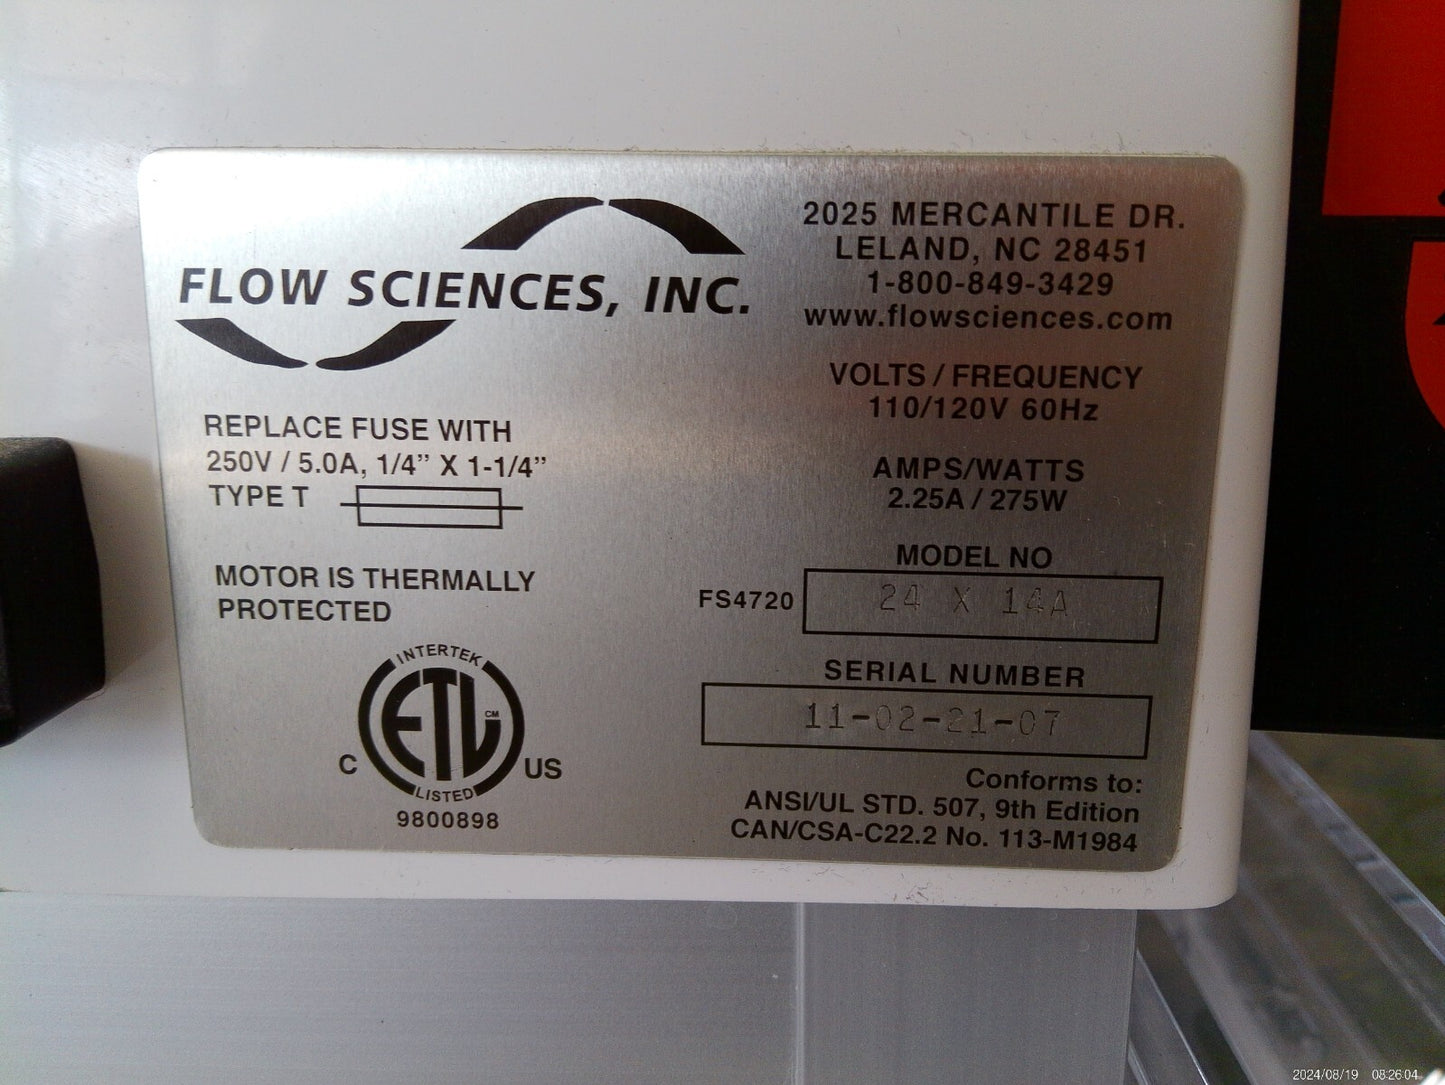 FLOW SCIENCES, INC.
2025 MERCANTILE DR.
LELAND, NC 28451
1-800-849-3429
www.flowsciences.com
REPLACE FUSE WITH
250V / 5.0A, 1/4" X 1-1/4"
TYPE T
MOTOR IS THERMALLY
PROTECTED
INTERTEK
ETL CM
LISTED
C US
9800898
VOLTS / FREQUENCY
110/120V 60Hz
AMPS/WATTS
2.25A / 275W
MODEL NO
FS4720 24 X 14A
SERIAL NUMBER
11-02-21-07
Conforms to:
ANSI/UL STD. 507, 9th Edition
CAN/CSA-C22.2 No. 113-M1984
2024/08/19 08:26:04